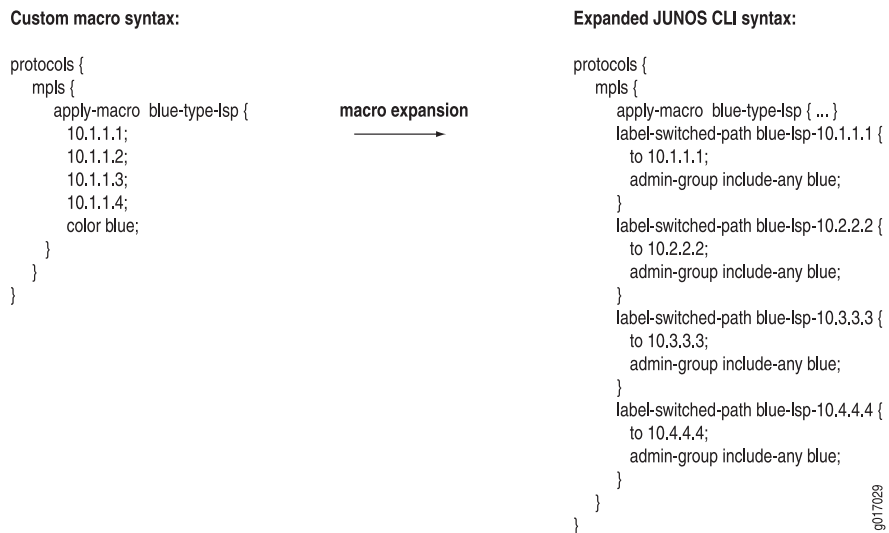 Custom macro syntax:
protocols {
mpls {
apply-macro blue-type-lsp {
10.1.1.1;
10.1.1.2;
10.1.1.3;
10.1.1.4;
color blue;
}
}
}
macro expansion
Expanded JUNOS CLI syntax:
protocols {
mpls {
apply-macro blue-type-lsp { ... }
label-switched-path blue-lsp-10.1.1.1 {
to 10.1.1.1;
admin-group include-any blue;
}
label-switched-path blue-lsp-10.2.2.2 {
to 10.2.2.2;
admin-group include-any blue;
}
label-switched-path blue-lsp-10.3.3.3 {
to 10.3.3.3;
admin-group include-any blue;
}
label-switched-path blue-lsp-10.4.4.4 {
to 10.4.4.4;
admin-group include-any blue;
}
}
}
g017029